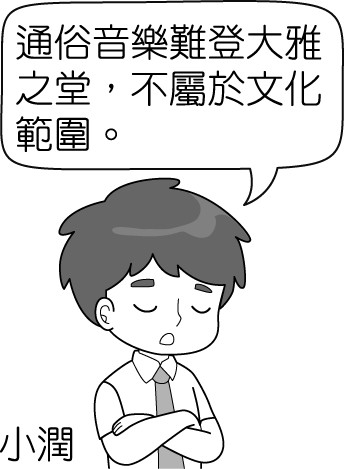 通俗音樂難登大雅
之堂，不屬於文化
範圍。
小潤